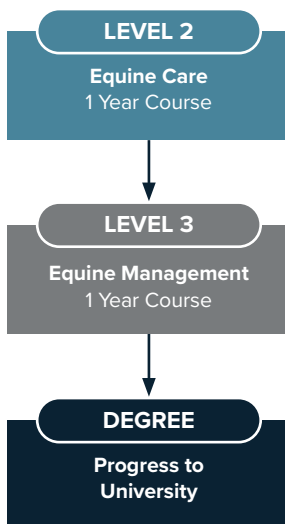 LEVEL 2
Equine Care
1 Year Course
LEVEL 3
Equine Management
1 Year Course
DEGREE
Progress to
University